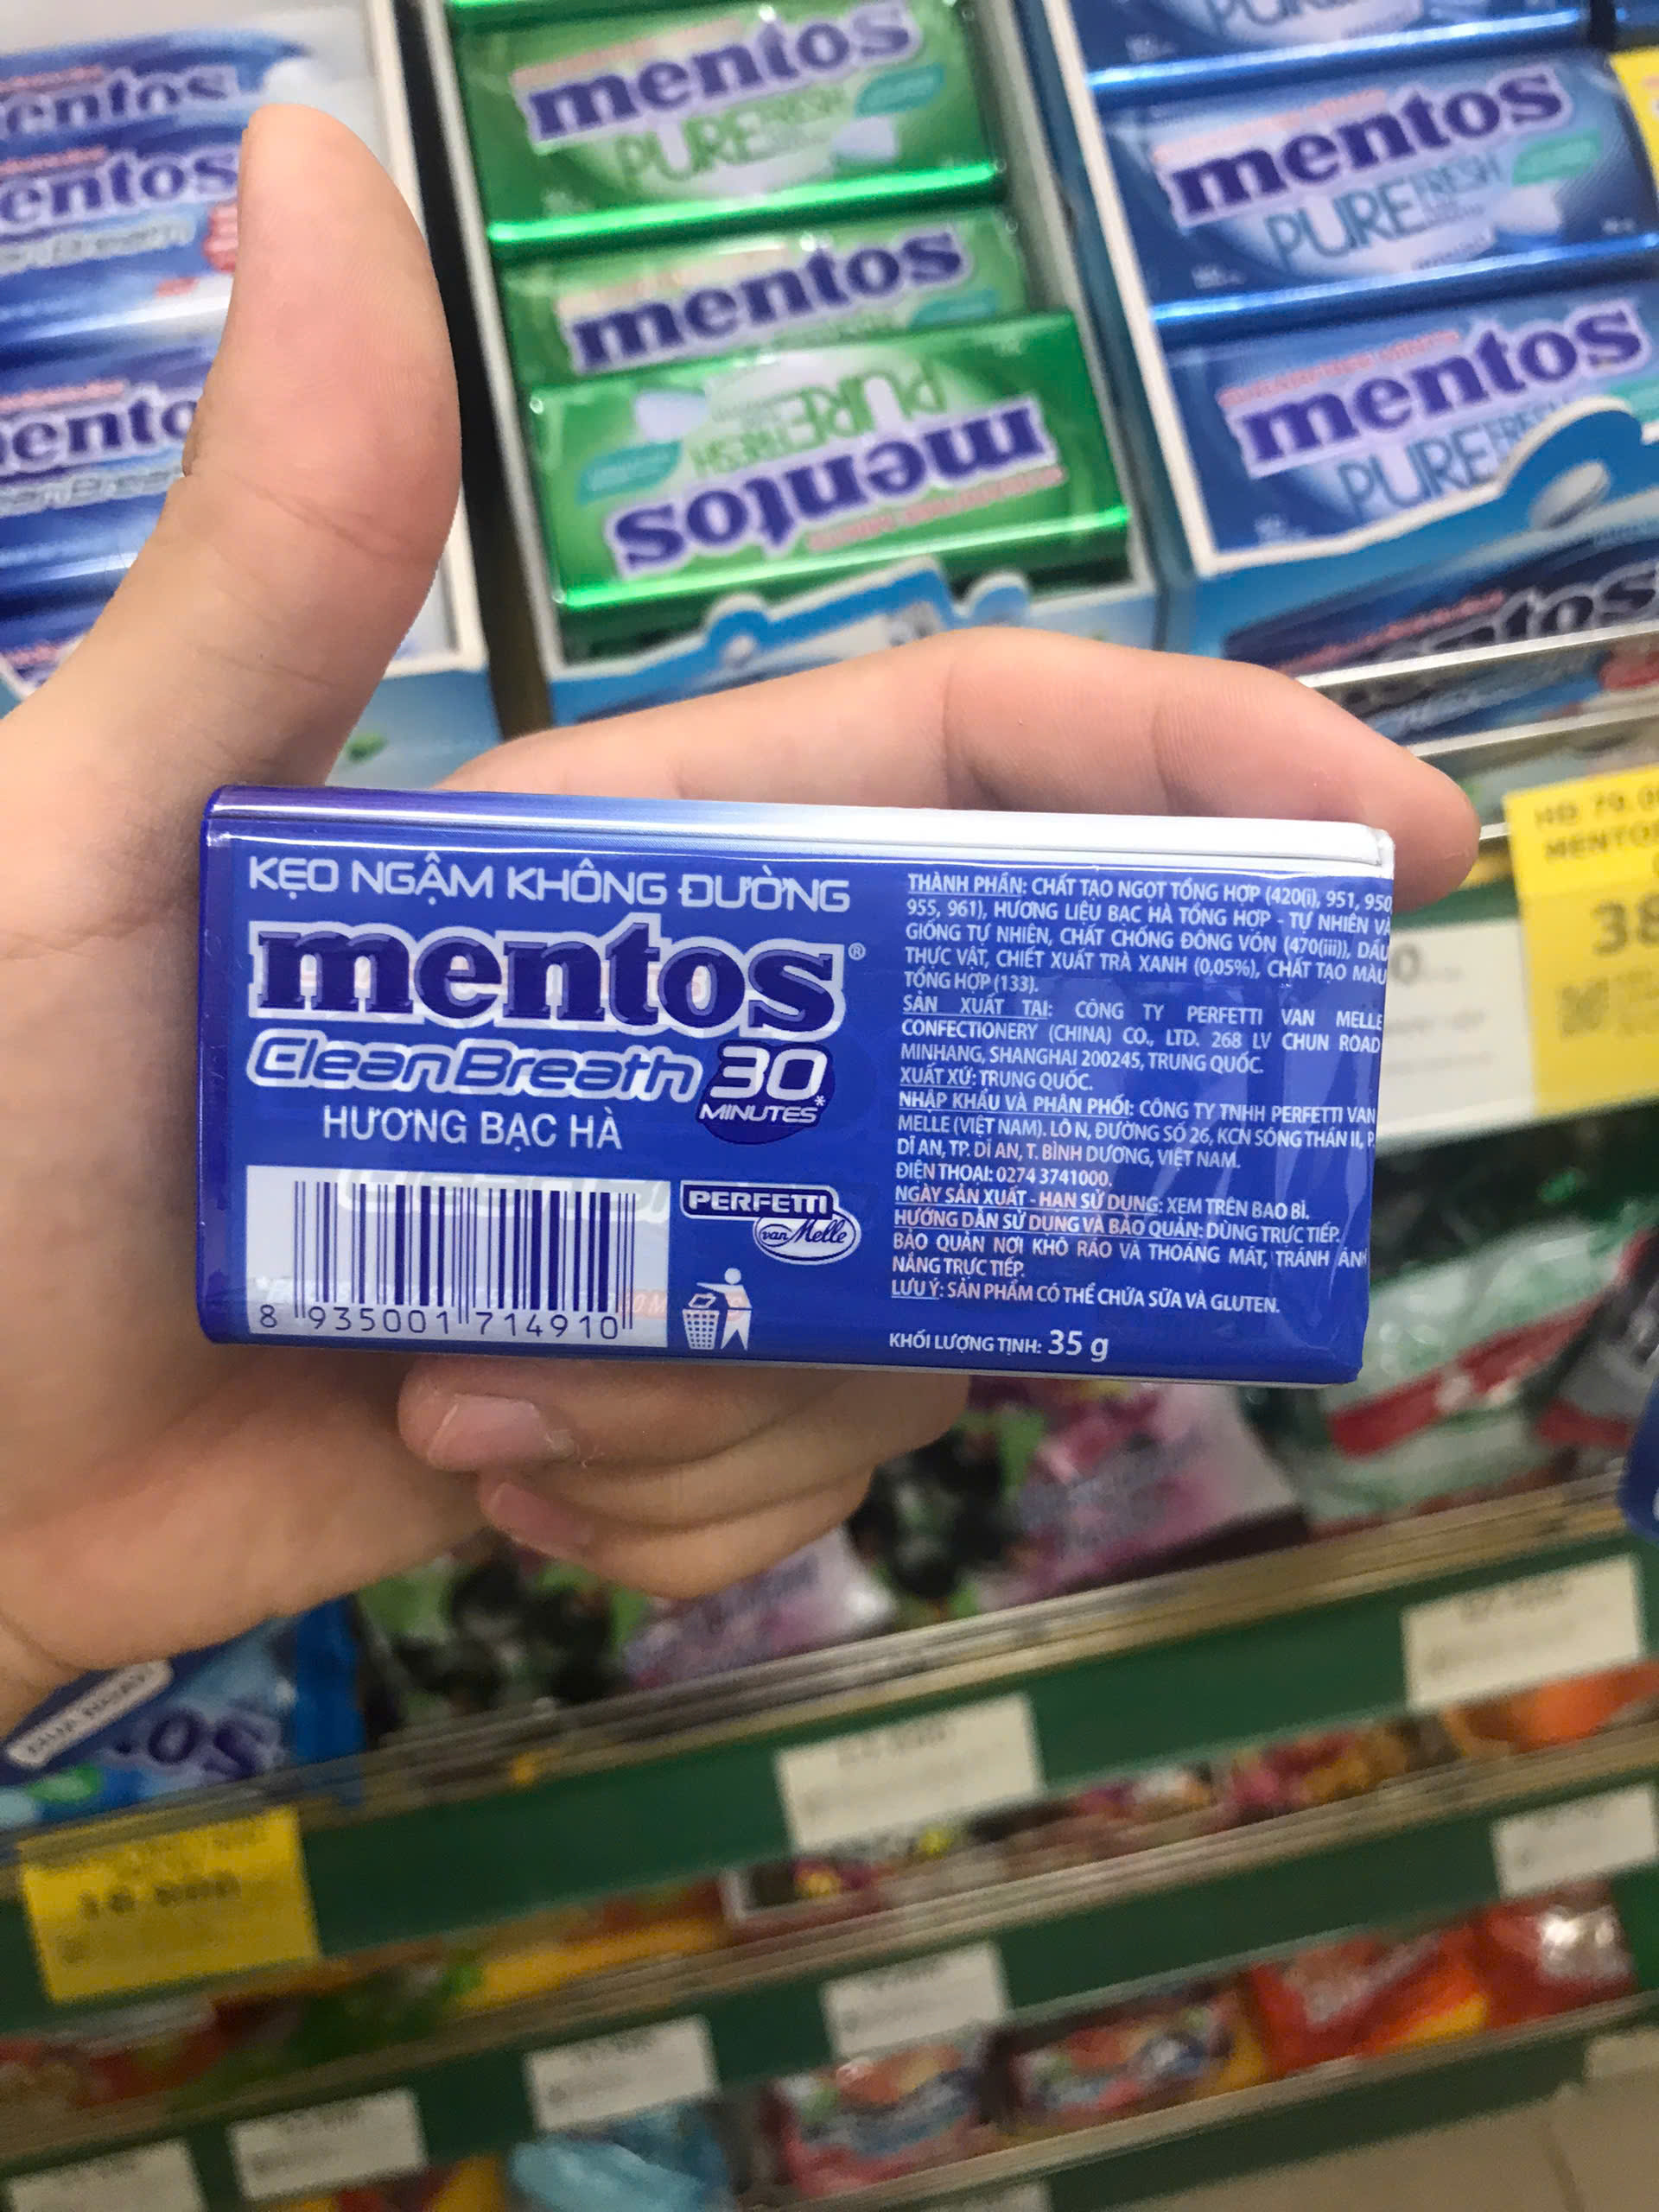 mentos
PURE FRESH
mentos
mentos
PURE FRESH
mentos
PURE FRESH
mentos
PURE
entos
entos
KẸO NGẬM KHÔNG ĐƯỜNG
mentos®
CleanBreath 30
MINUTES*
HƯƠNG BẠC HÀ
PERFETTI
van Melle
8 935001 714910
THÀNH PHẦN: CHẤT TẠO NGỌT TỔNG HỢP (420(i), 951, 950
955, 961), HƯƠNG LIỆU BẠC HÀ TỔNG HỢP - TỰ NHIÊN VÀ
GIỐNG TỰ NHIÊN, CHẤT CHỐNG ĐÔNG VÓN (470(iii)), DẦU
THỰC VẬT, CHIẾT XUẤT TRÀ XANH (0,05%), CHẤT TẠO MÀU
TỔNG HỢP (133).
SẢN XUẤT TẠI: CÔNG TY PERFETTI VAN MELLE
CONFECTIONERY (CHINA) CO., LTD. 268 LV CHUN ROAD
MINHANG, SHANGHAI 200245, TRUNG QUỐC.
XUẤT XỨ: TRUNG QUỐC.
NHẬP KHẨU VÀ PHÂN PHỐI: CÔNG TY TNHH PERFETTI VAN
MELLE (VIỆT NAM). LÔ N, ĐƯỜNG SỐ 26, KCN SÓNG THẦN II, P.
DĨ AN, TP. DĨ AN, T. BÌNH DƯƠNG, VIỆT NAM.
ĐIỆN THOẠI: 0274 3741000.
NGÀY SẢN XUẤT - HẠN SỬ DỤNG: XEM TRÊN BAO BÌ.
HƯỚNG DẪN SỬ DỤNG VÀ BẢO QUẢN: DÙNG TRỰC TIẾP.
BẢO QUẢN NƠI KHÔ RÁO VÀ THOÁNG MÁT, TRÁNH ÁNH
NẮNG TRỰC TIẾP.
LƯU Ý: SẢN PHẨM CÓ THỂ CHỨA SỮA VÀ GLUTEN.
KHỐI LƯỢNG TỊNH: 35 g
38